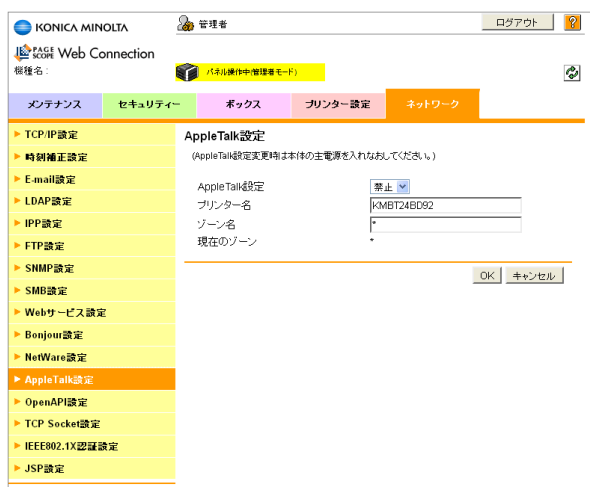 KONICA MINOLTA
管理者
ログアウト
?
PAGE SCOPE Web Connection
機種名 :
パネル操作中(管理者モード)
メンテナンス
セキュリティー
ボックス
プリンター設定
ネットワーク
TCP/IP設定
時刻補正設定
E-mail設定
LDAP設定
IPP設定
FTP設定
SNMP設定
SMB設定
Webサービス設定
Bonjour設定
NetWare設定
AppleTalk設定
OpenAPI設定
TCP Socket設定
IEEE802.1X認証設定
JSP設定
AppleTalk設定
(AppleTalk設定変更時は本体の主電源を入れなおしてください。)
AppleTalk設定 禁止
プリンター名 KMBT24BD92
ゾーン名 *
現在のゾーン *
OK キャンセル